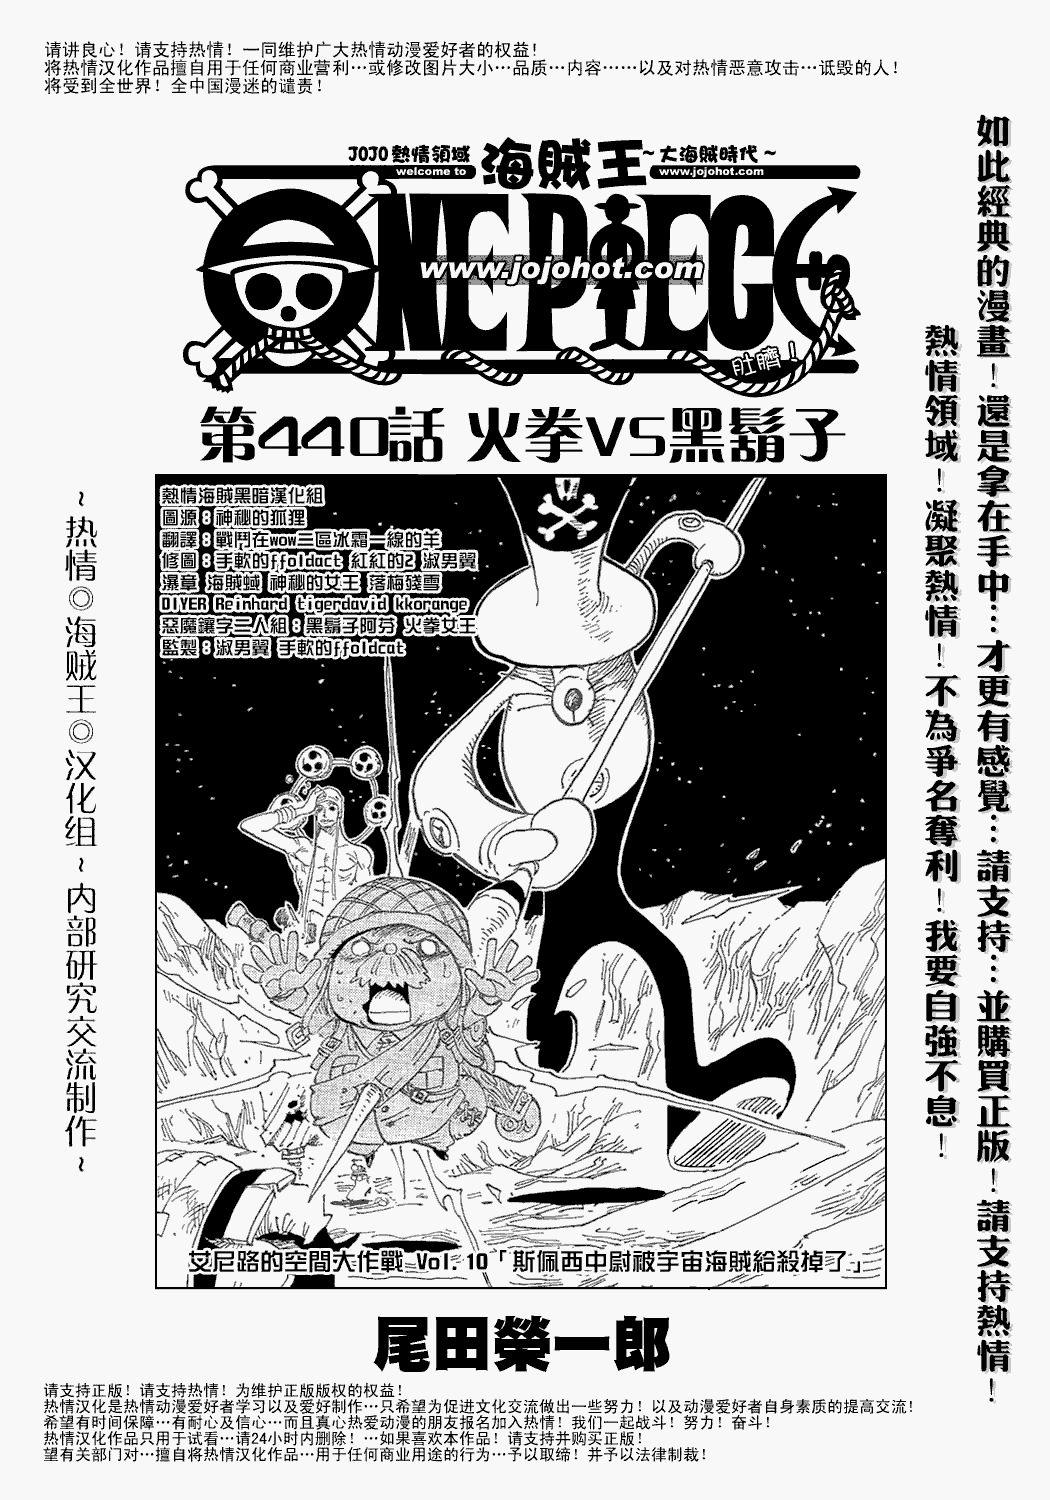 请讲良心！请支持热情！一同维护广大热情动漫爱好者的权益！
将热情汉化作品擅自用于任何商业营利…或修改图片大小…品质…内容……以及对热情恶意攻击…诋毁的人！
将受到全世界！全中国漫迷的谴责！
JOJO熱情領域 海賊王 ~大海賊時代~
welcome to www.jojohot.com
ONE PIECE
www.jojohot.com
肚臍！
第440話 火拳VS黑鬍子
如此經典的漫畫！還是拿在手中…才更有感覺…請支持…並購買正版！請支持熱情！
熱情領域！凝聚熱情！不為爭名奪利！我要自強不息！
~热情◎海贼王◎汉化组~内部研究交流制作~
熱情海賊黑暗漢化組
圖源：神秘的狐狸
翻譯：戰鬥在wow三區冰霜一線的羊
修圖：手軟的ffoldact 紅紅的2 淑男翼
瀑章 海賊蜮 神秘的女王 落梅殘雪
DIYER Reinhard tigerdavid kkorange
惡魔鑲字二人組：黑鬍子阿芬 火拳女王
監製：淑男翼 手軟的ffoldcat
艾尼路的空間大作戰 Vol.10「斯佩西中尉被宇宙海賊給殺掉了」
尾田榮一郎
请支持正版！请支持热情！为维护正版版权的权益！
热情汉化是热情动漫爱好者学习以及爱好制作…只希望为促进文化交流做出一些努力！以及动漫爱好者自身素质的提高交流！
希望有时间保障…有耐心及信心…而且真心热爱动漫的朋友报名加入热情！我们一起战斗！努力！奋斗！
热情汉化作品只用于试看…请24小时内删除！…如果喜欢本作品！请支持并购买正版！
望有关部门对…擅自将热情汉化作品…用于任何商业用途的行为…予以取缔！并予以法律制裁！